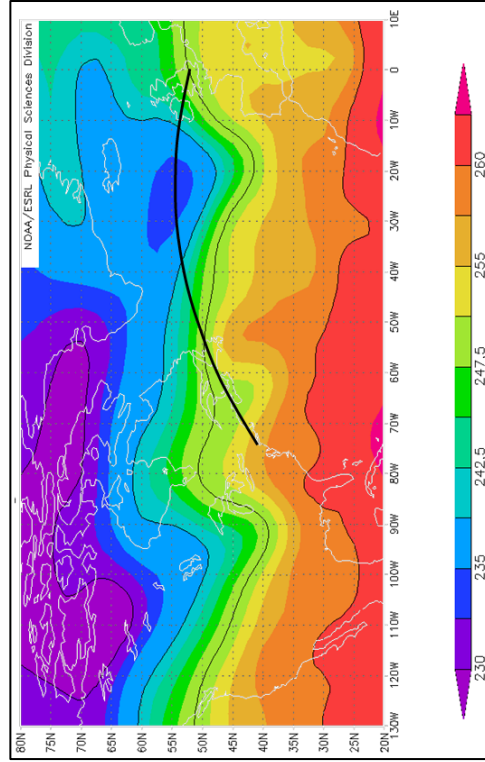 NOAA/ESRL Physical Sciences Division
80N
75N
70N
65N
60N
55N
50N
45N
40N
35N
30N
25N
20N
130W 120W 110W 100W 90W 80W 70W 60W 50W 40W 30W 20W 10W 0 10E
230 235 242.5 247.5 255 260